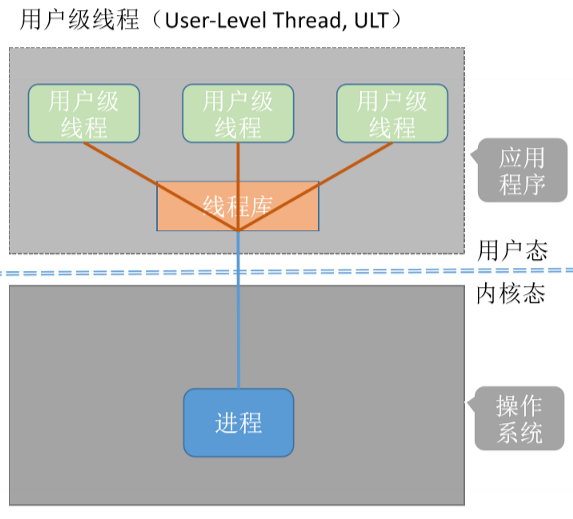 用户级线程（User-Level Thread, ULT）
用户级
线程
用户级
线程
用户级
线程
线程库
应用
程序
用户态
内核态
进程
操作
系统